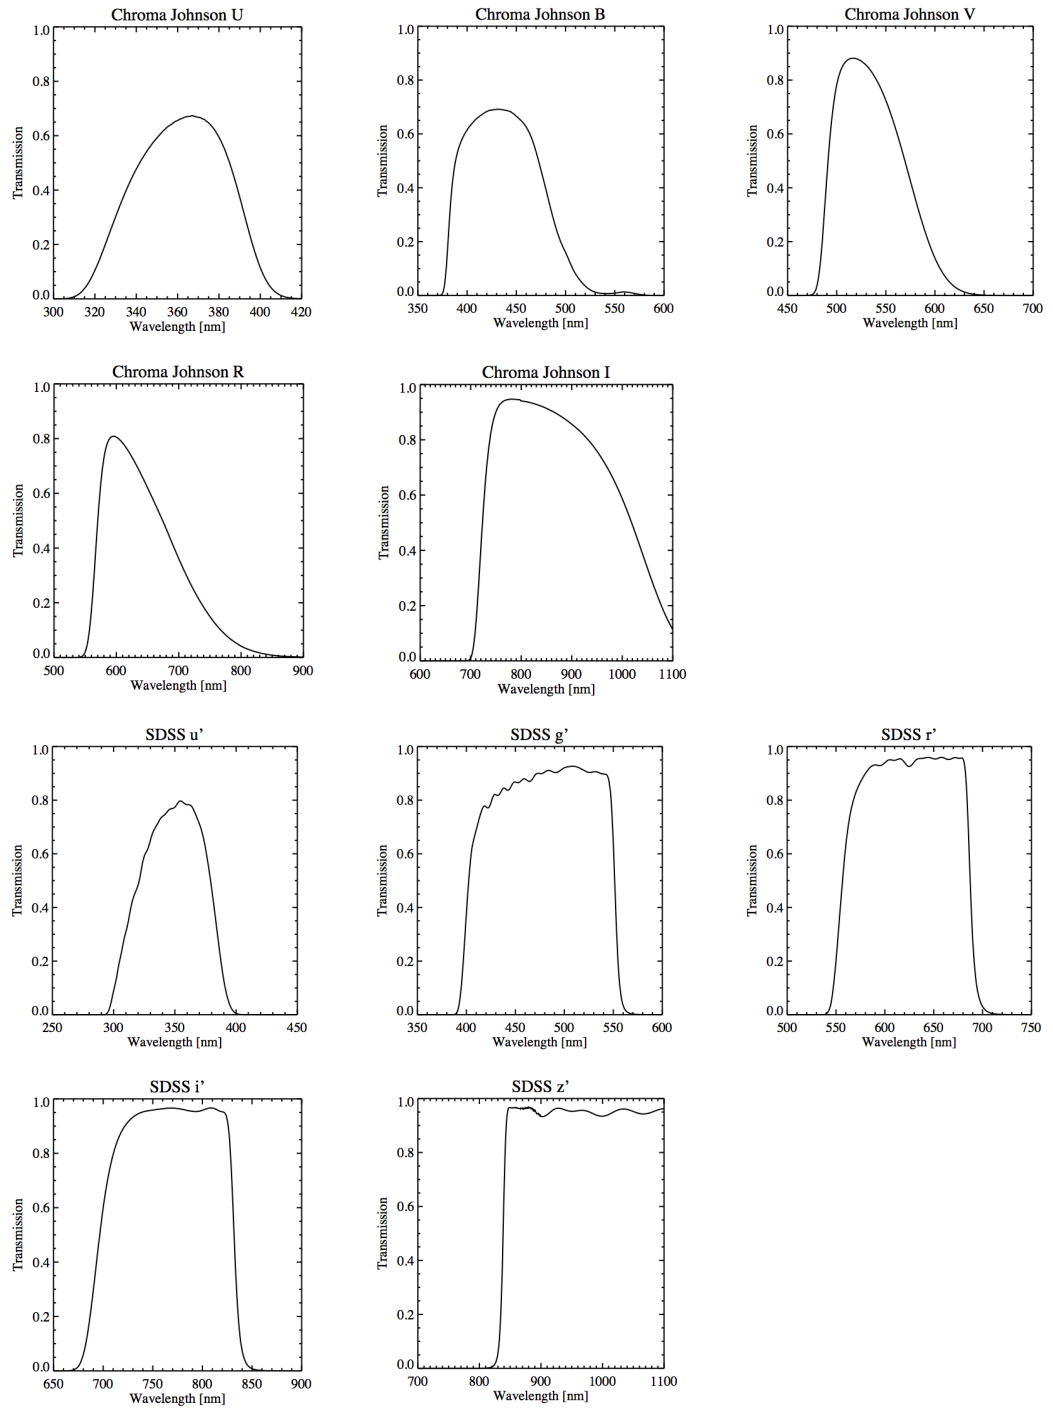 Chroma Johnson U
1.0
0.8
0.6
0.4
0.2
0.0
Transmission
300 320 340 360 380 400 420
Wavelength [nm]
Chroma Johnson B
1.0
0.8
0.6
0.4
0.2
0.0
Transmission
350 400 450 500 550 600
Wavelength [nm]
Chroma Johnson V
1.0
0.8
0.6
0.4
0.2
0.0
Transmission
450 500 550 600 650 700
Wavelength [nm]
Chroma Johnson R
1.0
0.8
0.6
0.4
0.2
0.0
Transmission
500 600 700 800 900
Wavelength [nm]
Chroma Johnson I
1.0
0.8
0.6
0.4
0.2
0.0
Transmission
600 700 800 900 1000 1100
Wavelength [nm]
SDSS u’
1.0
0.8
0.6
0.4
0.2
0.0
Transmission
250 300 350 400 450
Wavelength [nm]
SDSS g’
1.0
0.8
0.6
0.4
0.2
0.0
Transmission
350 400 450 500 550 600
Wavelength [nm]
SDSS r’
1.0
0.8
0.6
0.4
0.2
0.0
Transmission
500 550 600 650 700 750
Wavelength [nm]
SDSS i’
1.0
0.8
0.6
0.4
0.2
0.0
Transmission
650 700 750 800 850 900
Wavelength [nm]
SDSS z’
1.0
0.8
0.6
0.4
0.2
0.0
Transmission
700 800 900 1000 1100
Wavelength [nm]